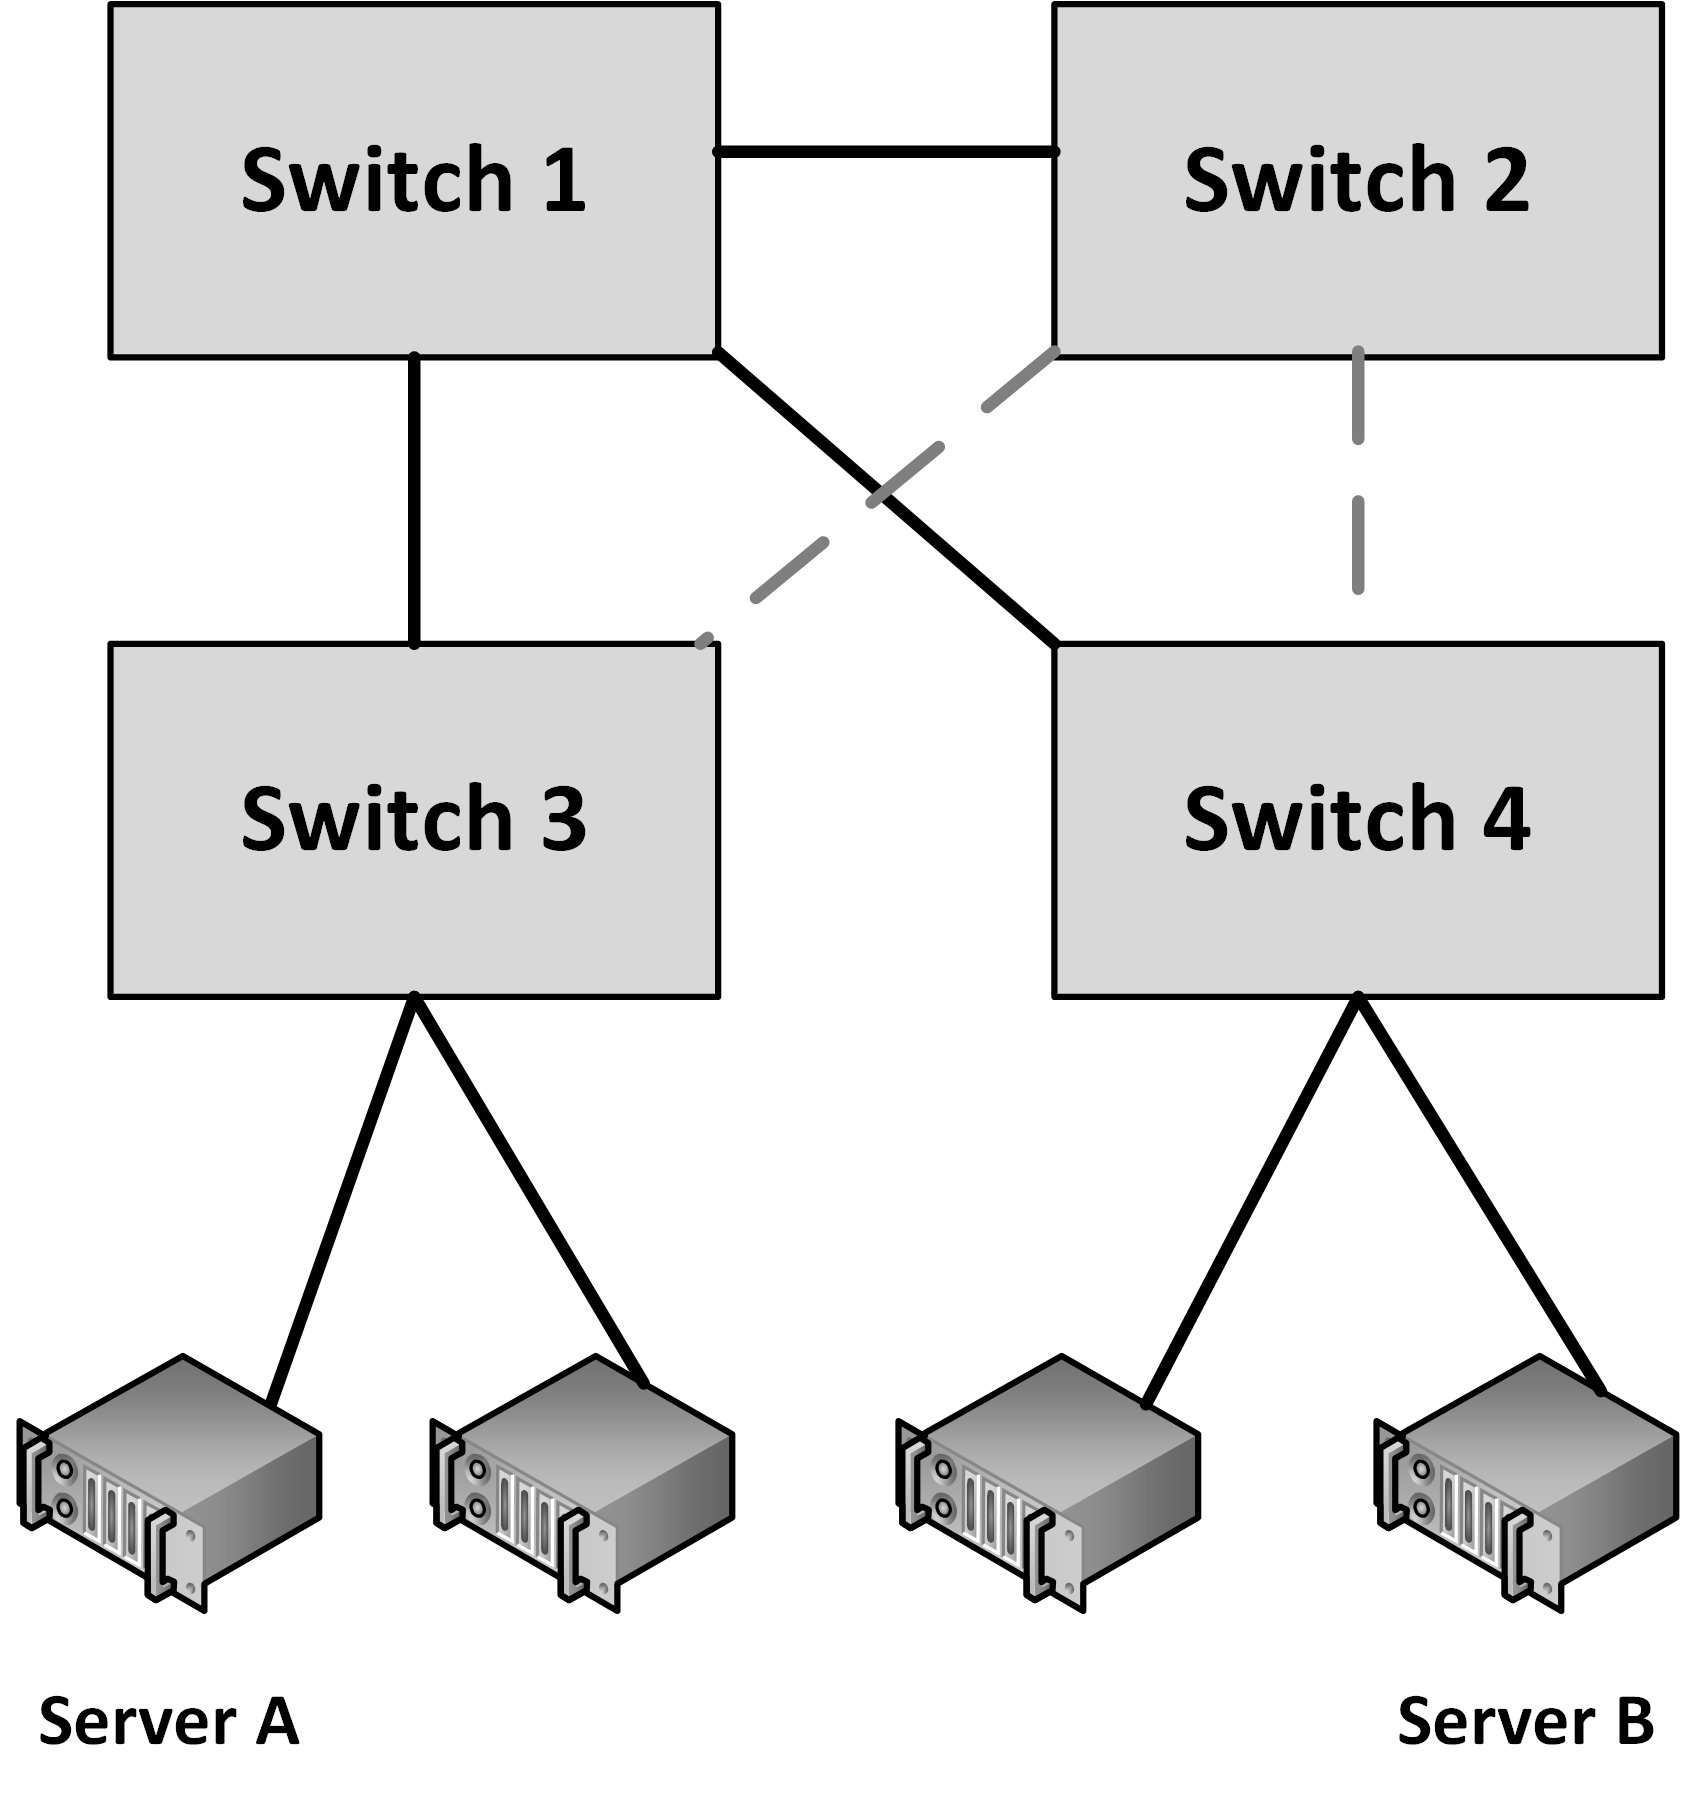 Switch 1
Switch 2
Switch 3
Switch 4
Server A
Server B